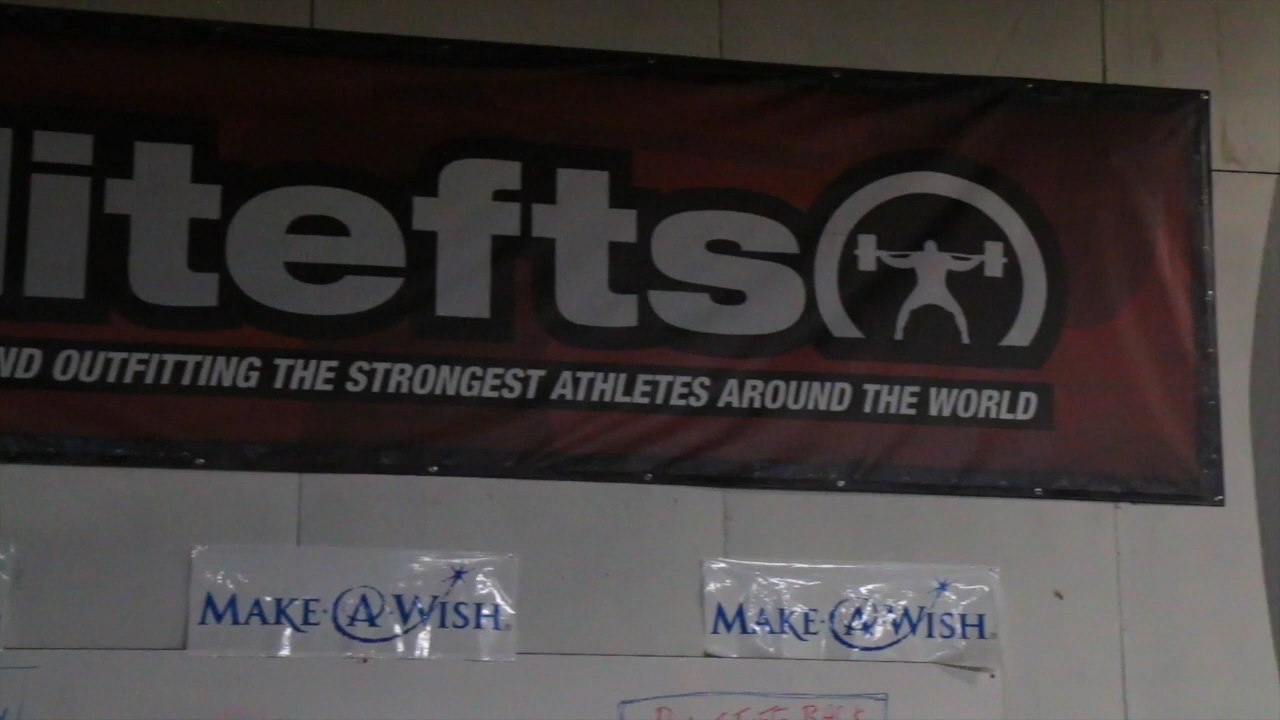 litefts
ND OUTFITTING THE STRONGEST ATHLETES AROUND THE WORLD
MAKE·A·WISH®
MAKE·A·WISH®